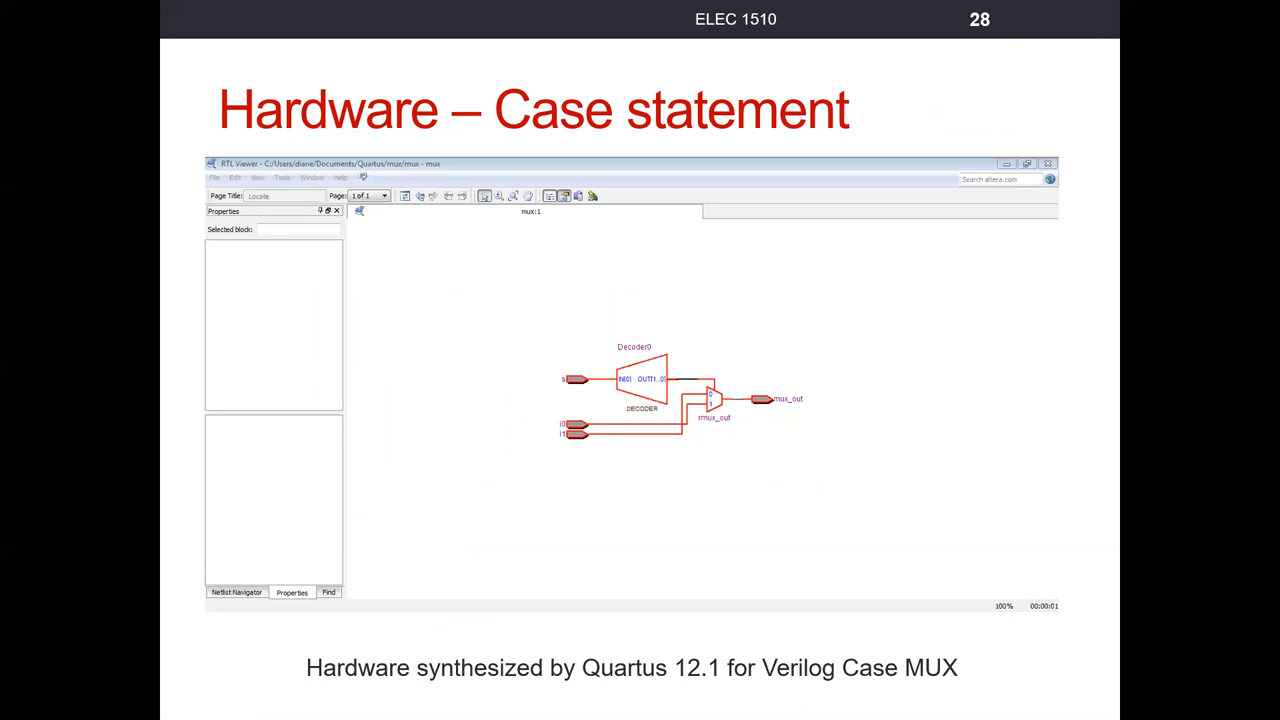 ELEC 1510
28
Hardware – Case statement
RTL Viewer - C:/Users/diane/Documents/Quartus/mux/mux - mux
File Edit View Tools Window Help
Search altera.com
Page Title: Locate Page: 1 of 1
Properties
mux:1
Selected block:
Decoder0
s
IN[0] OUT[1..0]
DECODER
0
1
mux_out
rmux_out
i0
i1
Netlist Navigator Properties Find
100% 00:00:01
Hardware synthesized by Quartus 12.1 for Verilog Case MUX